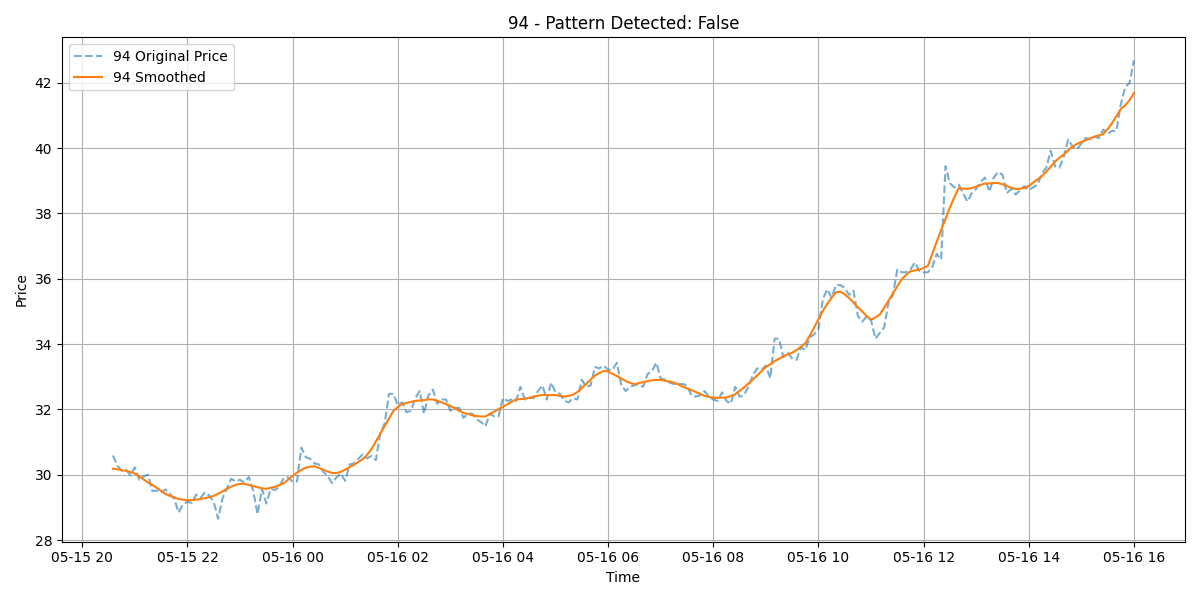 94 - Pattern Detected: False
94 Original Price
94 Smoothed
Price
42
40
38
36
34
32
30
28
05-15 20 05-15 22 05-16 00 05-16 02 05-16 04 05-16 06 05-16 08 05-16 10 05-16 12 05-16 14 05-16 16
Time